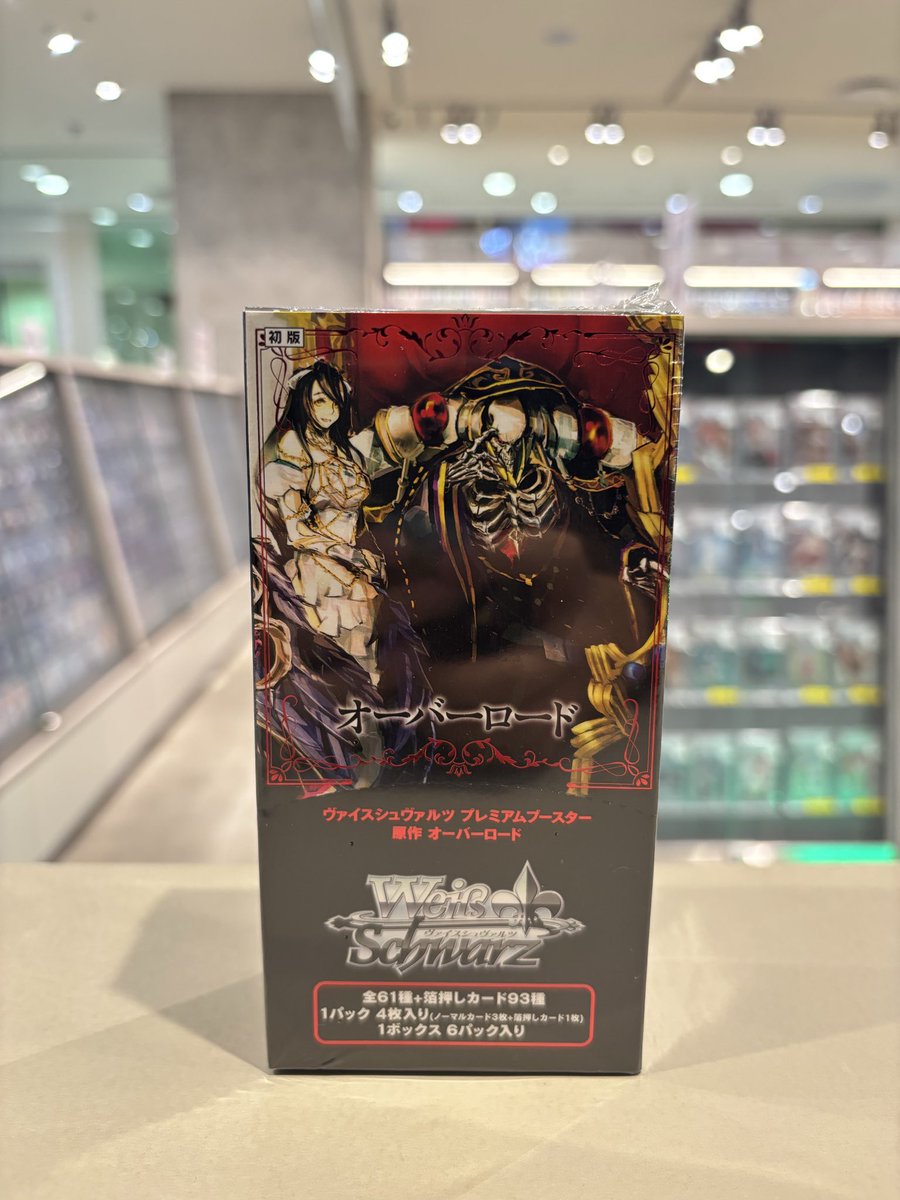 初版
オーバーロード
ヴァイスシュヴァルツ プレミアムブースター
原作 オーバーロード
Weiß
ヴァイスシュヴァルツ
Schwarz
全61種+箔押しカード93種
1パック 4枚入り(ノーマルカード3枚+箔押しカード1枚)
1ボックス 6パック入り